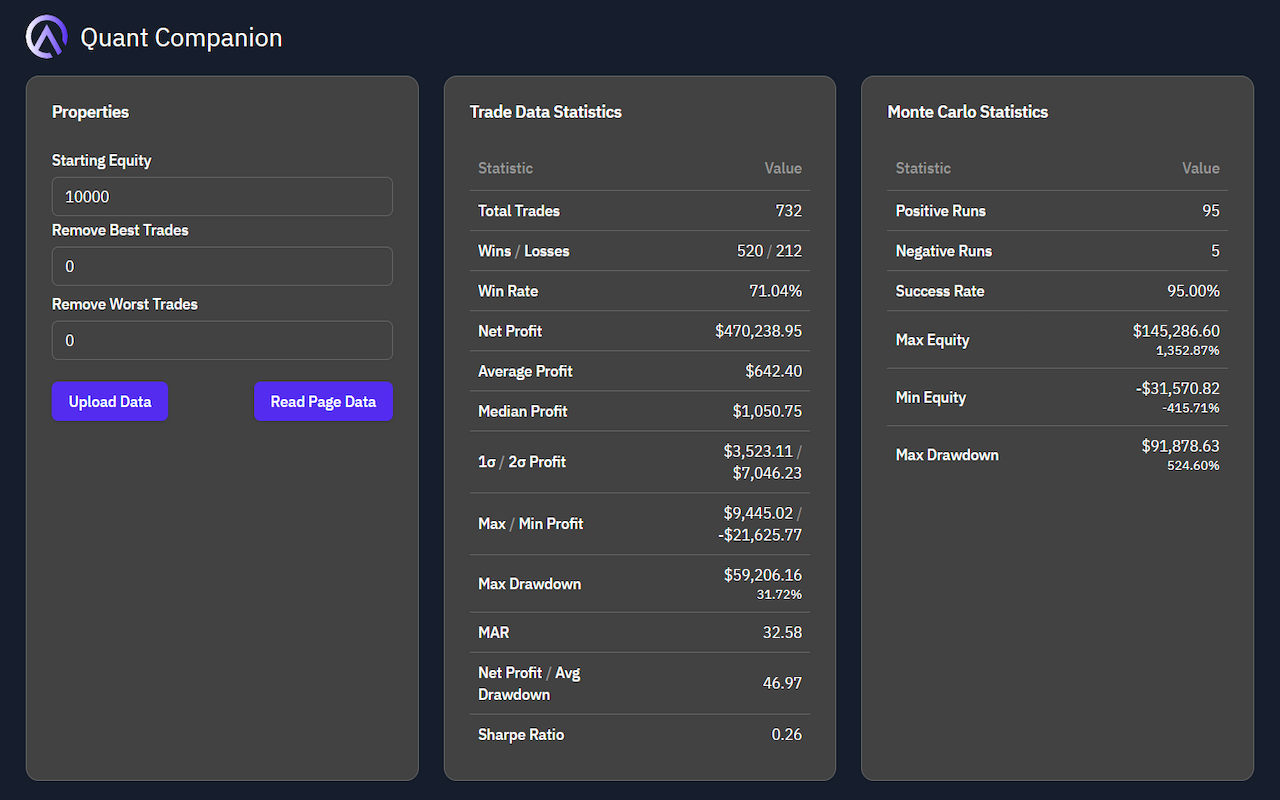 Quant Companion
Properties
Starting Equity
10000
Remove Best Trades
0
Remove Worst Trades
0
Upload Data
Read Page Data
Trade Data Statistics
Statistic Value
Total Trades 732
Wins / Losses 520 / 212
Win Rate 71.04%
Net Profit $470,238.95
Average Profit $642.40
Median Profit $1,050.75
1σ / 2σ Profit $3,523.11 /
$7,046.23
Max / Min Profit $9,445.02 /
-$21,625.77
Max Drawdown $59,206.16
31.72%
MAR 32.58
Net Profit / Avg
Drawdown 46.97
Sharpe Ratio 0.26
Monte Carlo Statistics
Statistic Value
Positive Runs 95
Negative Runs 5
Success Rate 95.00%
Max Equity $145,286.60
1,352.87%
Min Equity -$31,570.82
-415.71%
Max Drawdown $91,878.63
524.60%